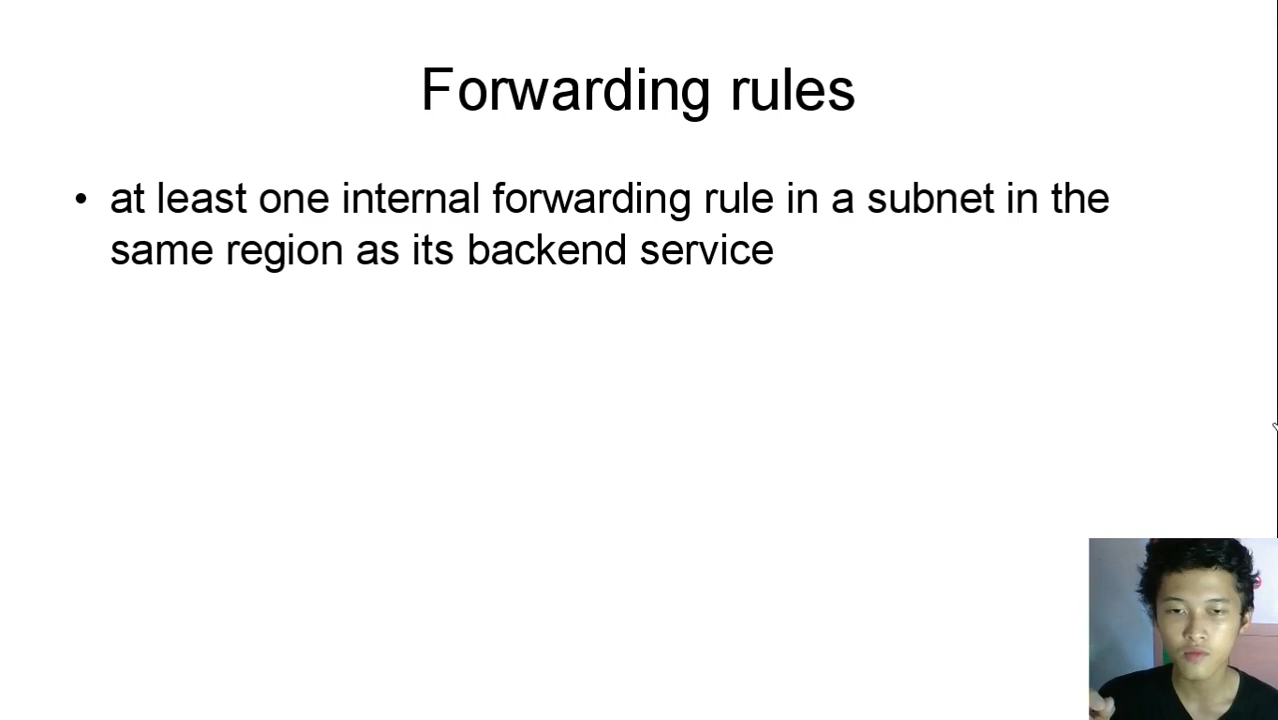 Forwarding rules
• at least one internal forwarding rule in a subnet in the
same region as its backend service